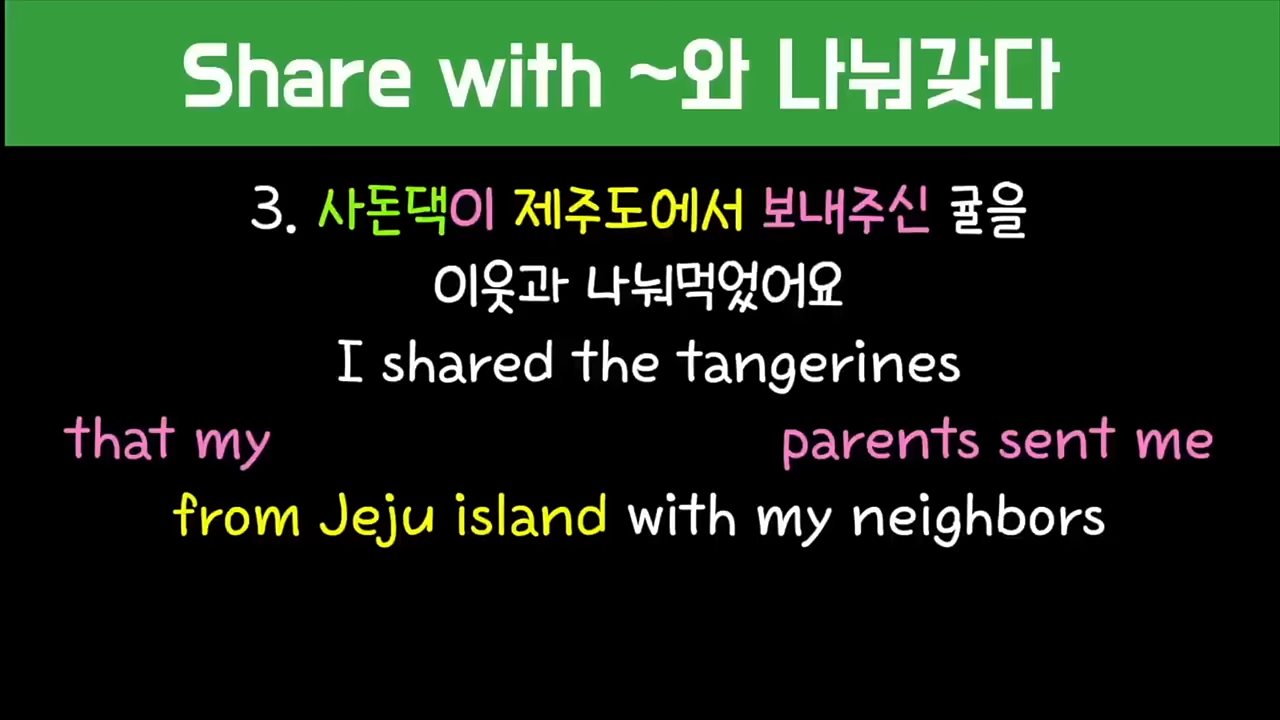 Share with ~와 나눠갖다
3. 사돈댁이 제주도에서 보내주신 귤을
이웃과 나눠먹었어요
I shared the tangerines
that my parents sent me
from Jeju island with my neighbors